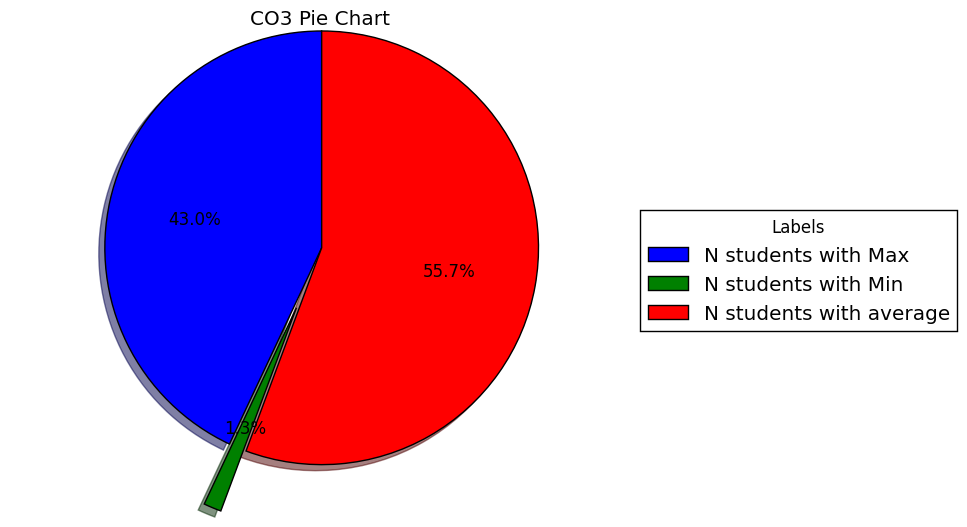 CO3 Pie Chart
43.0%
55.7%
1.3%
Labels
N students with Max
N students with Min
N students with average